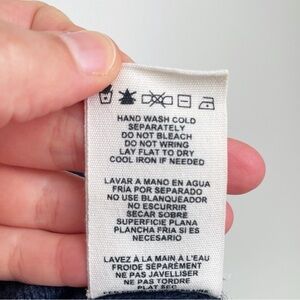 HAND WASH COLD
SEPARATELY
DO NOT BLEACH
DO NOT WRING
LAY FLAT TO DRY
COOL IRON IF NEEDED
LAVAR A MANO EN AGUA
FRIA POR SEPARADO
NO USE BLANQUEADOR
NO ESCURRIR
SECAR SOBRE
SUPERFICIE PLANA
PLANCHA FRIA SI ES
NECESARIO
LAVEZ À LA MAIN À L'EAU
FROIDE SÉPARÉMENT
NE PAS JAVELLISER
NE PAS TORDRE